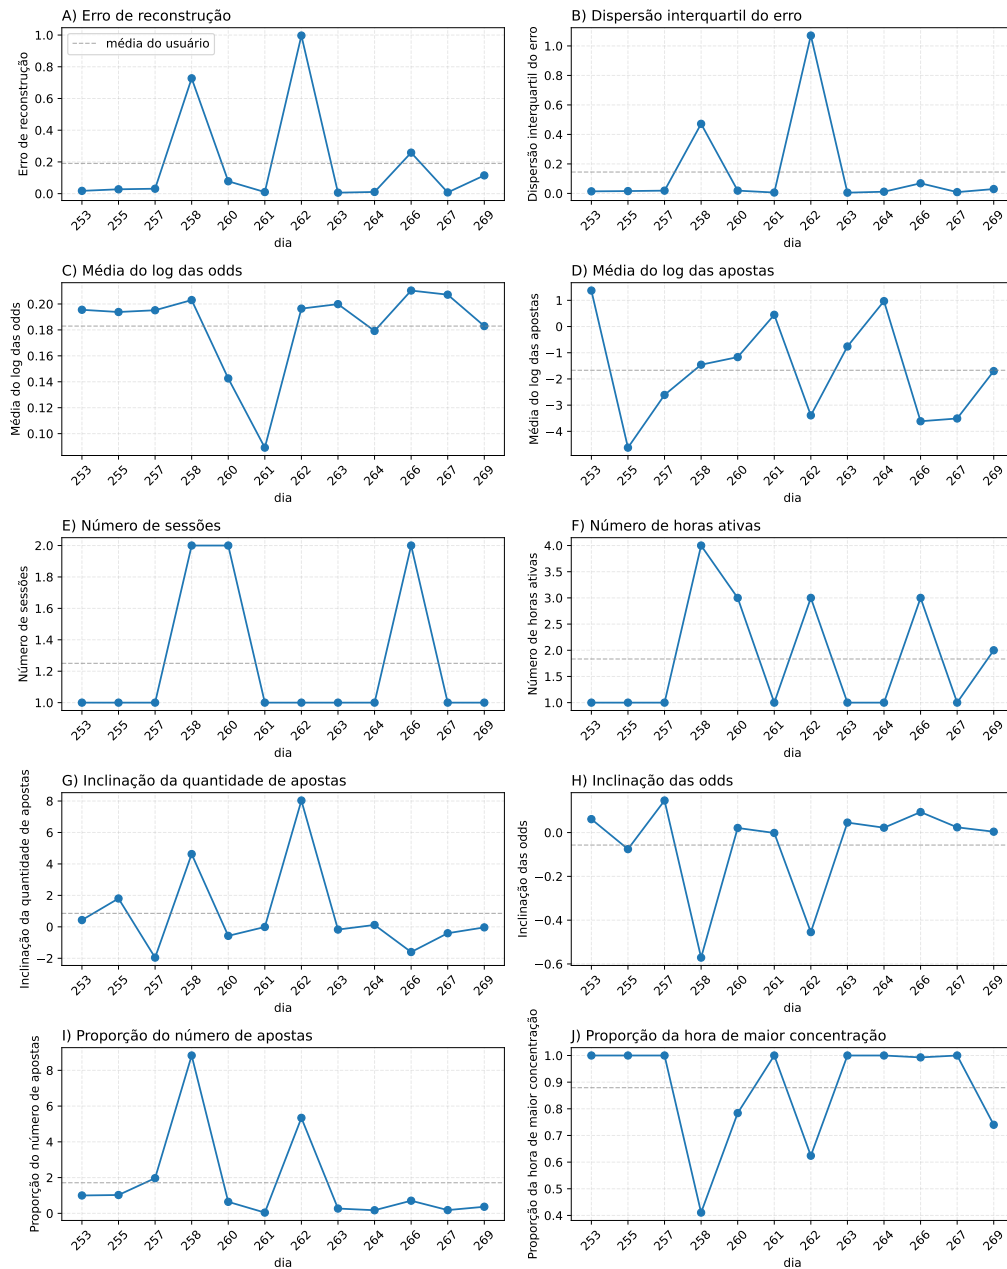 A) Erro de reconstrução
Erro de reconstrução
1.0
0.8
0.6
0.4
0.2
0.0
média do usuário
253 255 257 258 260 261 262 263 264 266 267 269
dia
B) Dispersão interquartil do erro
Dispersão interquartil do erro
1.0
0.8
0.6
0.4
0.2
0.0
253 255 257 258 260 261 262 263 264 266 267 269
dia
C) Média do log das odds
Média do log das odds
0.20
0.18
0.16
0.14
0.12
0.10
253 255 257 258 260 261 262 263 264 266 267 269
dia
D) Média do log das apostas
Média do log das apostas
1
0
−1
−2
−3
−4
253 255 257 258 260 261 262 263 264 266 267 269
dia
E) Número de sessões
Número de sessões
2.0
1.8
1.6
1.4
1.2
1.0
253 255 257 258 260 261 262 263 264 266 267 269
dia
F) Número de horas ativas
Número de horas ativas
4.0
3.5
3.0
2.5
2.0
1.5
1.0
253 255 257 258 260 261 262 263 264 266 267 269
dia
G) Inclinação da quantidade de apostas
Inclinação da quantidade de apostas
8
6
4
2
0
−2
253 255 257 258 260 261 262 263 264 266 267 269
dia
H) Inclinação das odds
Inclinação das odds
0.0
−0.2
−0.4
−0.6
253 255 257 258 260 261 262 263 264 266 267 269
dia
I) Proporção do número de apostas
Proporção do número de apostas
8
6
4
2
0
253 255 257 258 260 261 262 263 264 266 267 269
dia
J) Proporção da hora de maior concentração
Proporção da hora de maior concentração
1.0
0.9
0.8
0.7
0.6
0.5
0.4
253 255 257 258 260 261 262 263 264 266 267 269
dia